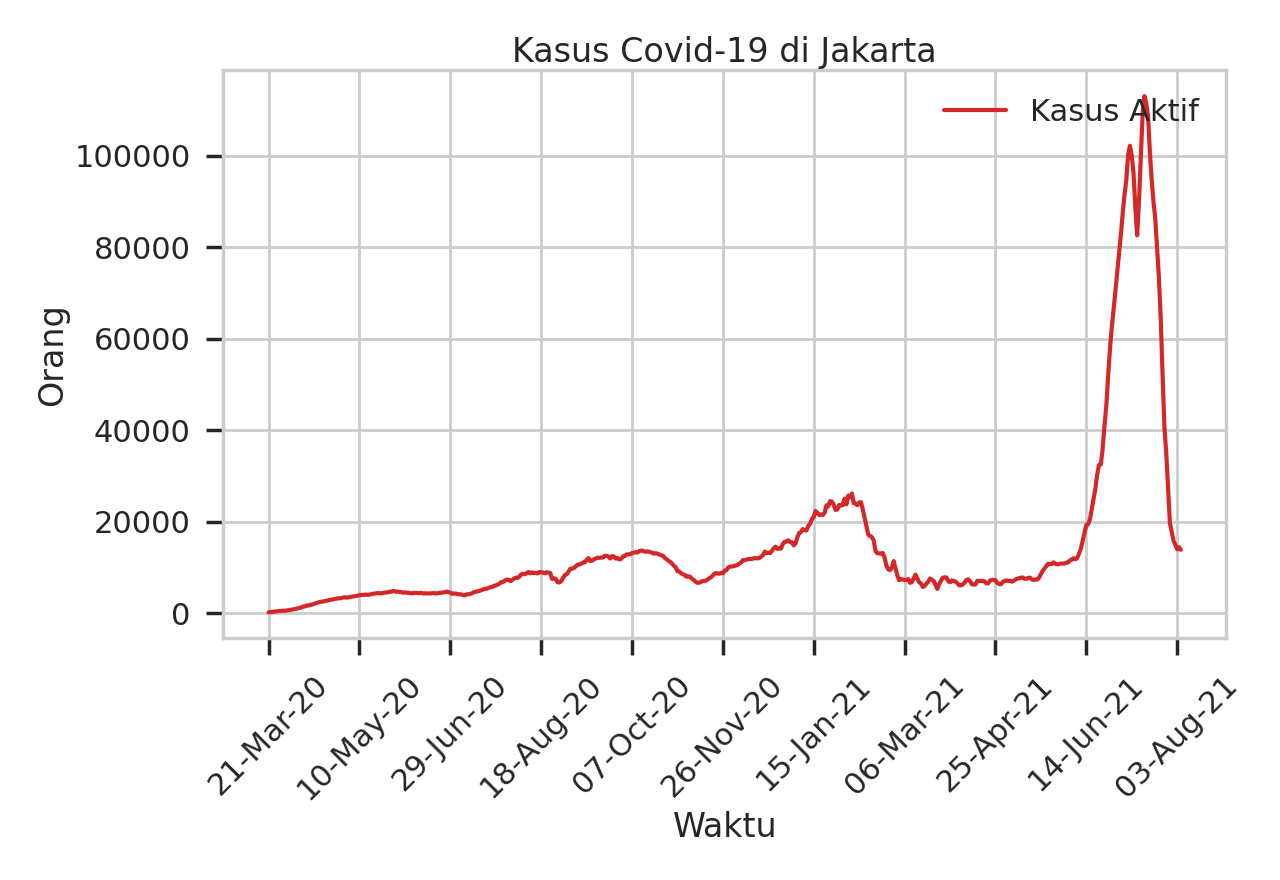 Kasus Covid-19 di Jakarta
Kasus Aktif
100000
80000
60000
40000
20000
0
Orang
21-Mar-20
10-May-20
29-Jun-20
18-Aug-20
07-Oct-20
26-Nov-20
15-Jan-21
06-Mar-21
25-Apr-21
14-Jun-21
03-Aug-21
Waktu